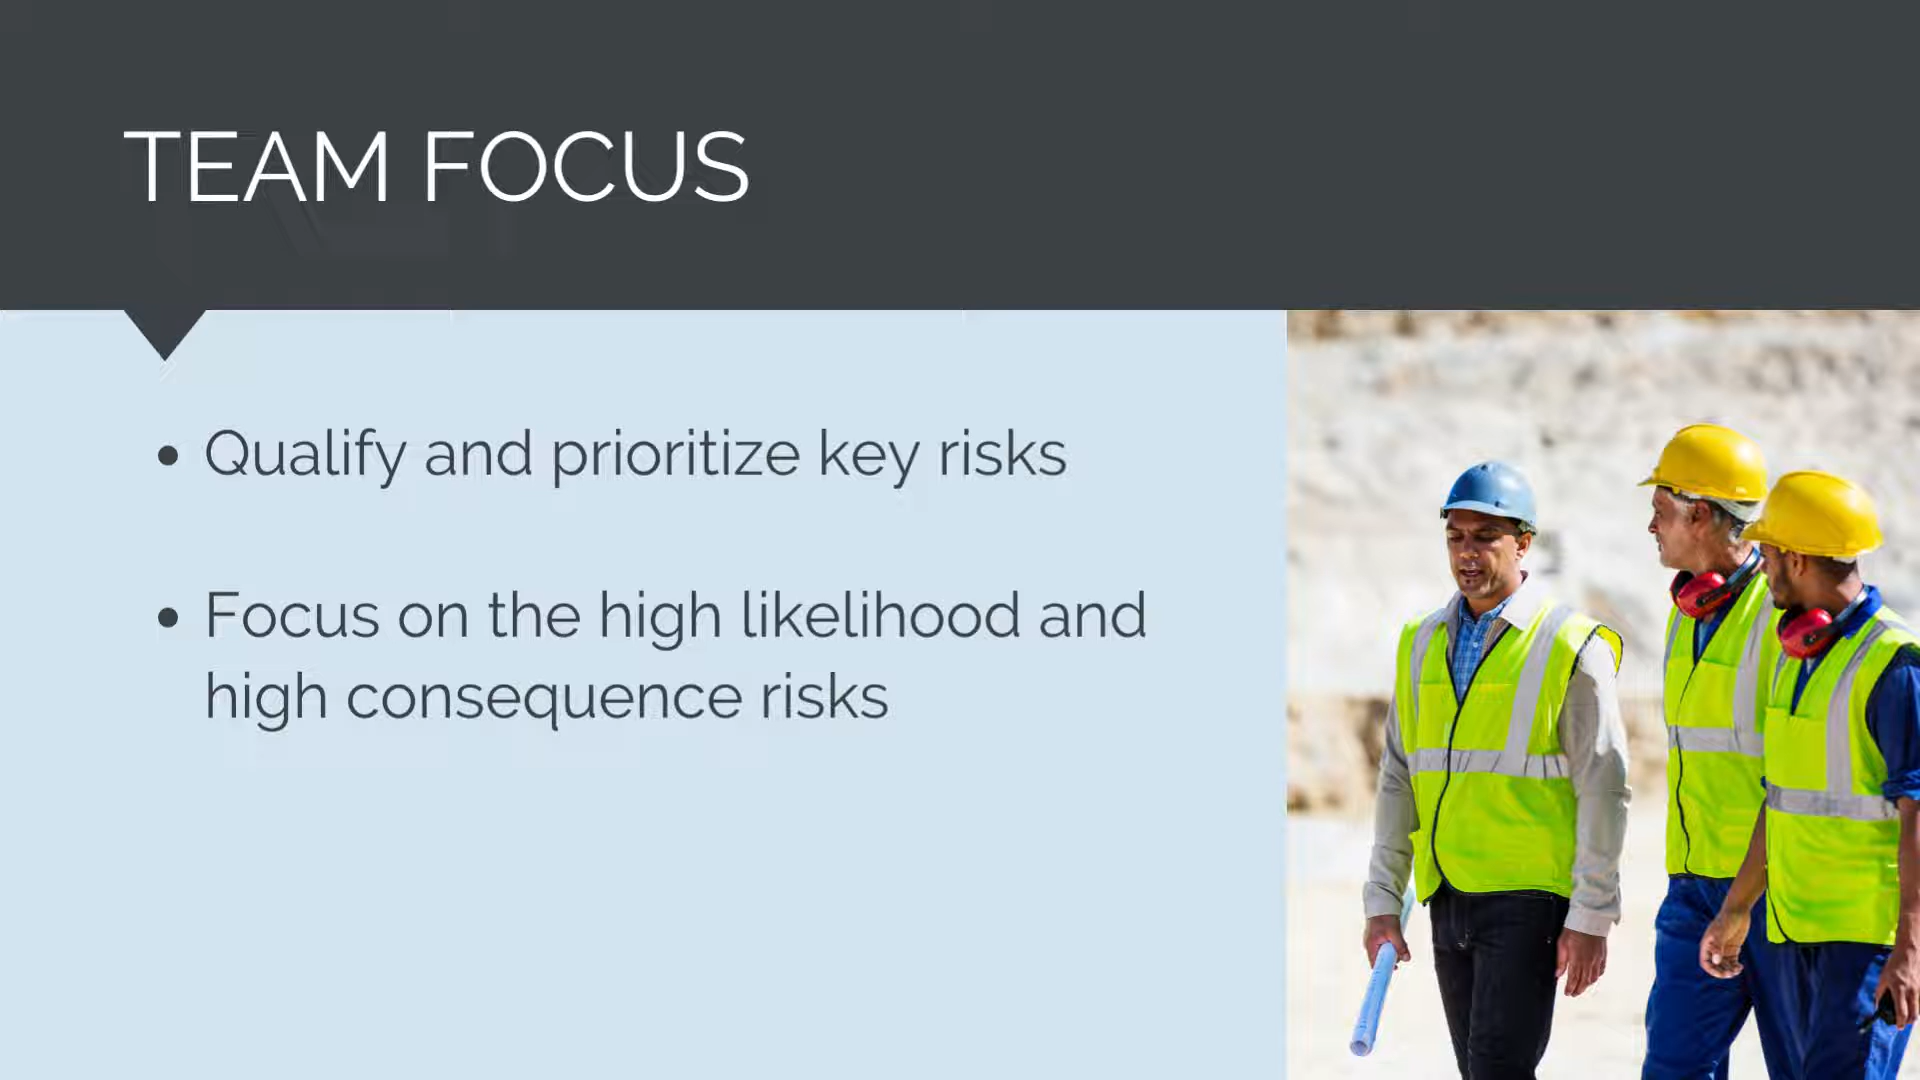 TEAM FOCUS
• Qualify and prioritize key risks
• Focus on the high likelihood and
high consequence risks